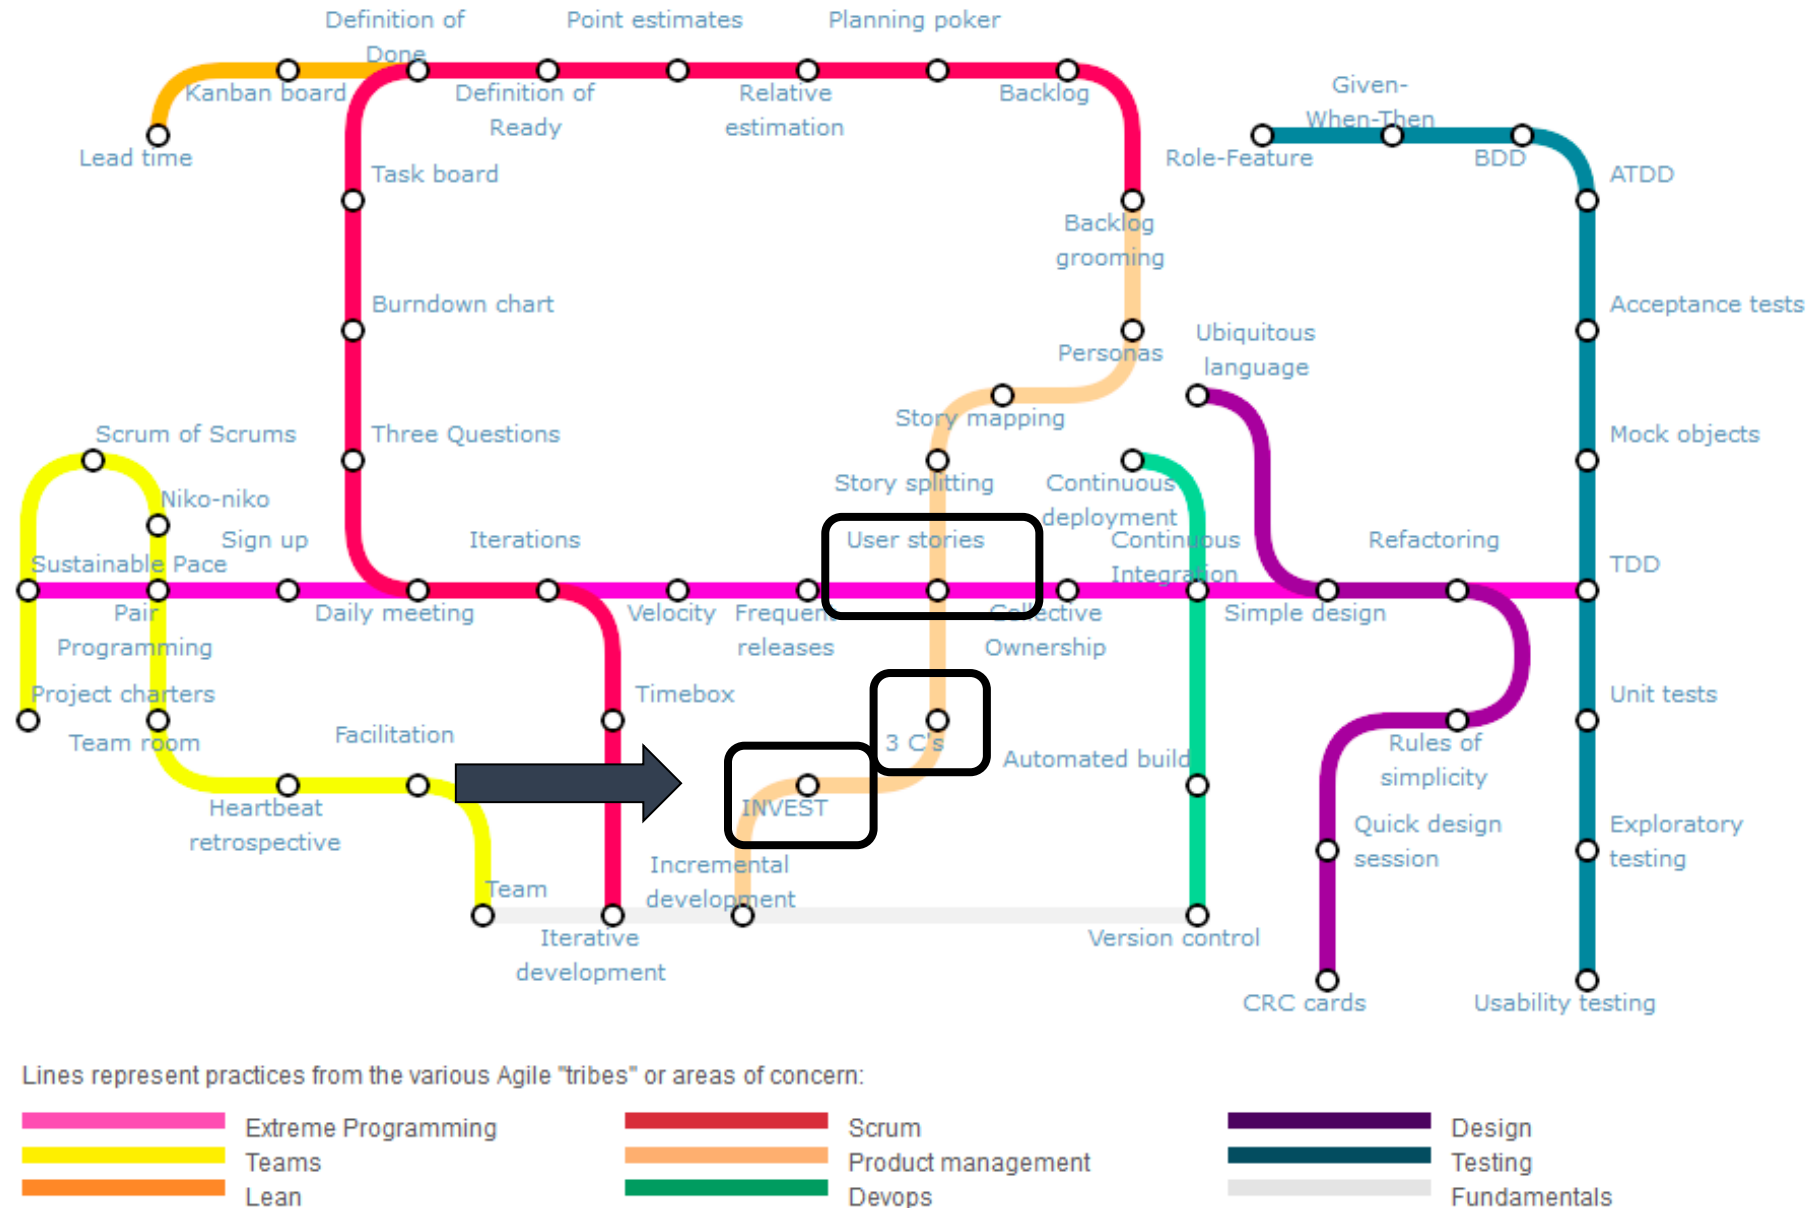 Definition of
Done
Point estimates
Planning poker
Kanban board
Definition of
Ready
Relative
estimation
Backlog
Given-
When-Then
Lead time
Role-Feature
BDD
Task board
ATDD
Backlog
grooming
Burndown chart
Acceptance tests
Personas
Ubiquitous
language
Story mapping
Scrum of Scrums
Three Questions
Mock objects
Niko-niko
Story splitting
Continuous
deployment
Sign up
Iterations
User stories
Continuous
Integration
Refactoring
Sustainable Pace
TDD
Pair
Programming
Daily meeting
Velocity
Frequent
releases
Collective
Ownership
Simple design
Project charters
Timebox
Unit tests
Team room
Facilitation
3 C's
Automated build
Rules of
simplicity
Heartbeat
retrospective
INVEST
Quick design
session
Exploratory
testing
Incremental
development
Team
Iterative
development
Version control
CRC cards
Usability testing
Lines represent practices from the various Agile "tribes" or areas of concern:
Extreme Programming
Scrum
Design
Teams
Product management
Testing
Lean
Devops
Fundamentals